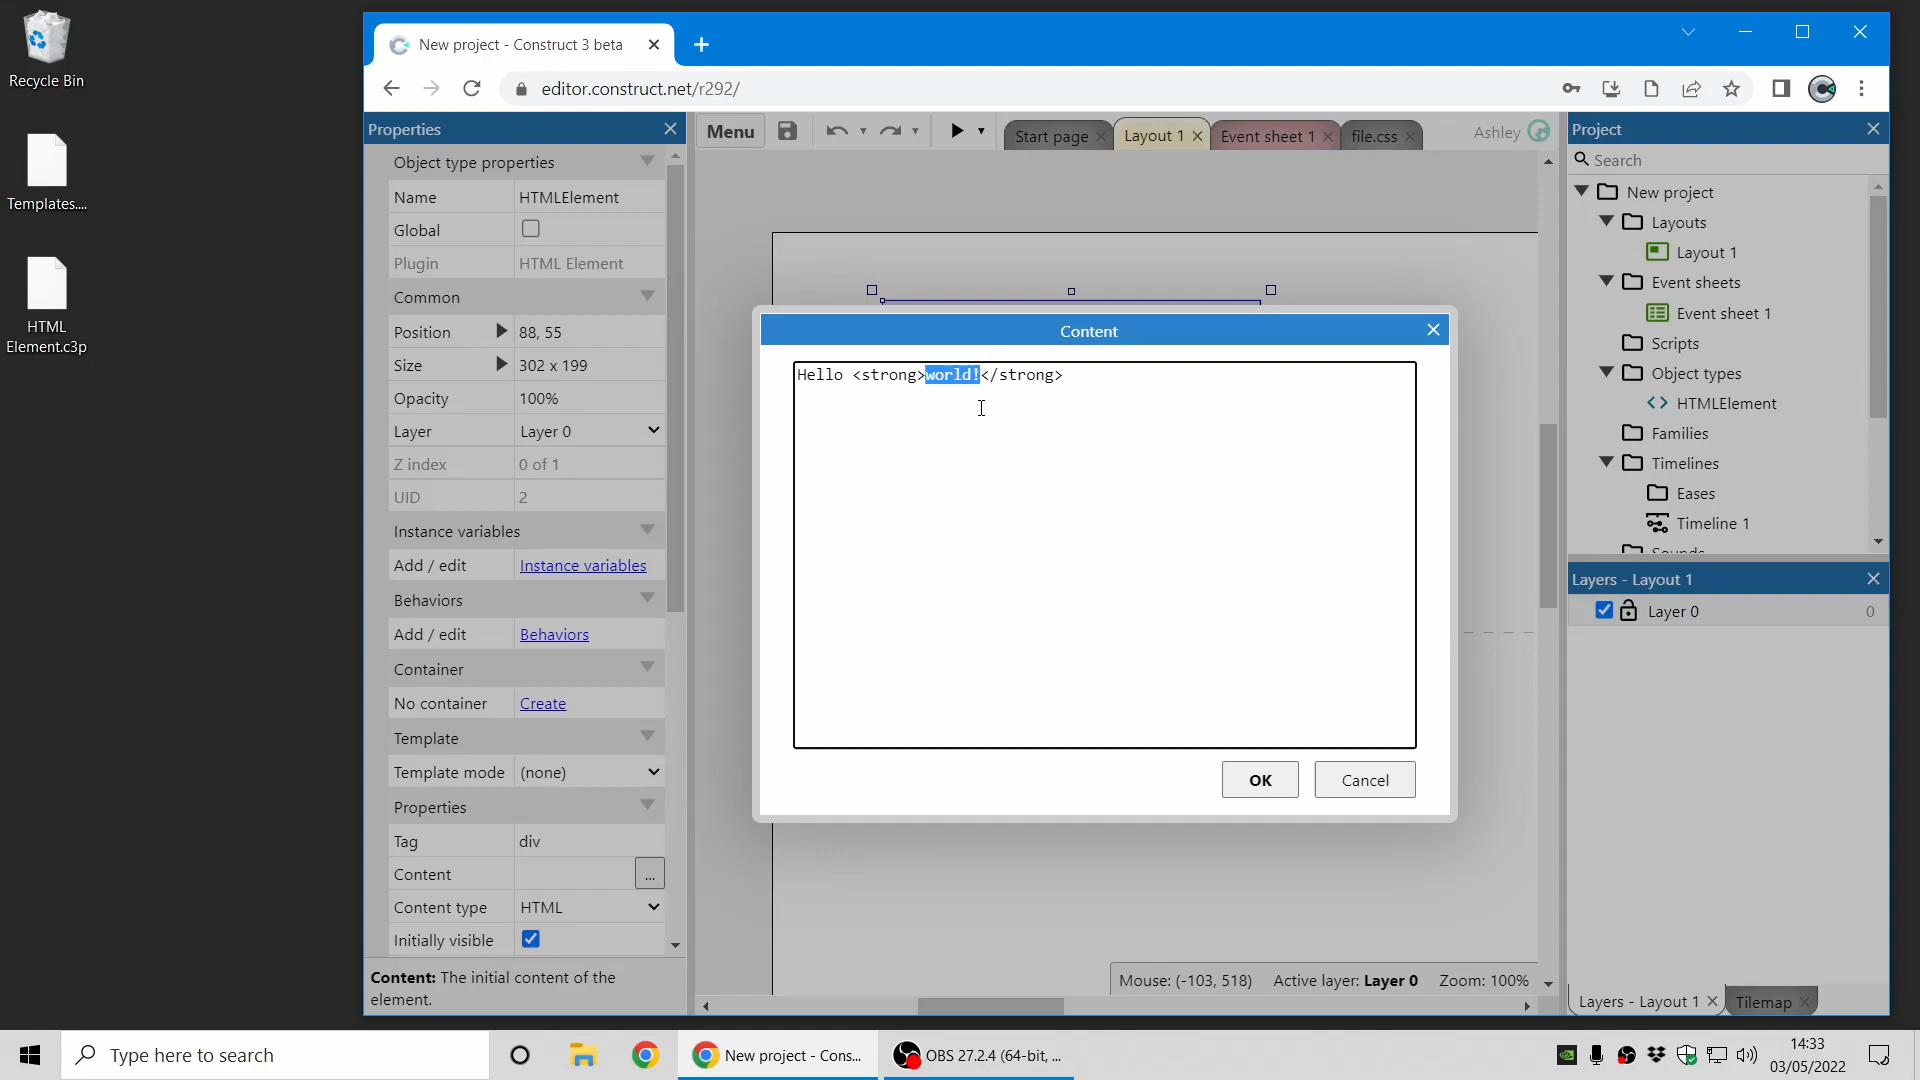 Recycle Bin
Templates....
HTML
Element.c3p
New project - Construct 3 beta
editor.construct.net/r292/
Properties
Object type properties
Name HTMLElement
Global
Plugin HTML Element
Common
Position 88, 55
Size 302 x 199
Opacity 100%
Layer Layer 0
Z index 0 of 1
UID 2
Instance variables
Add / edit Instance variables
Behaviors
Add / edit Behaviors
Container
No container Create
Template
Template mode (none)
Properties
Tag div
Content ...
Content type HTML
Initially visible
Content: The initial content of the
element.
Menu
Start page
Layout 1
Event sheet 1
file.css
Ashley
Content
Hello <strong>world!</strong>
OK
Cancel
Mouse: (-103, 518) Active layer: Layer 0 Zoom: 100%
Project
Search
New project
Layouts
Layout 1
Event sheets
Event sheet 1
Scripts
Object types
HTMLElement
Families
Timelines
Eases
Timeline 1
Sounds
Layers - Layout 1
Layer 0 0
Layers - Layout 1
Tilemap
Type here to search
New project - Cons...
OBS 27.2.4 (64-bit, ...
14:33
03/05/2022